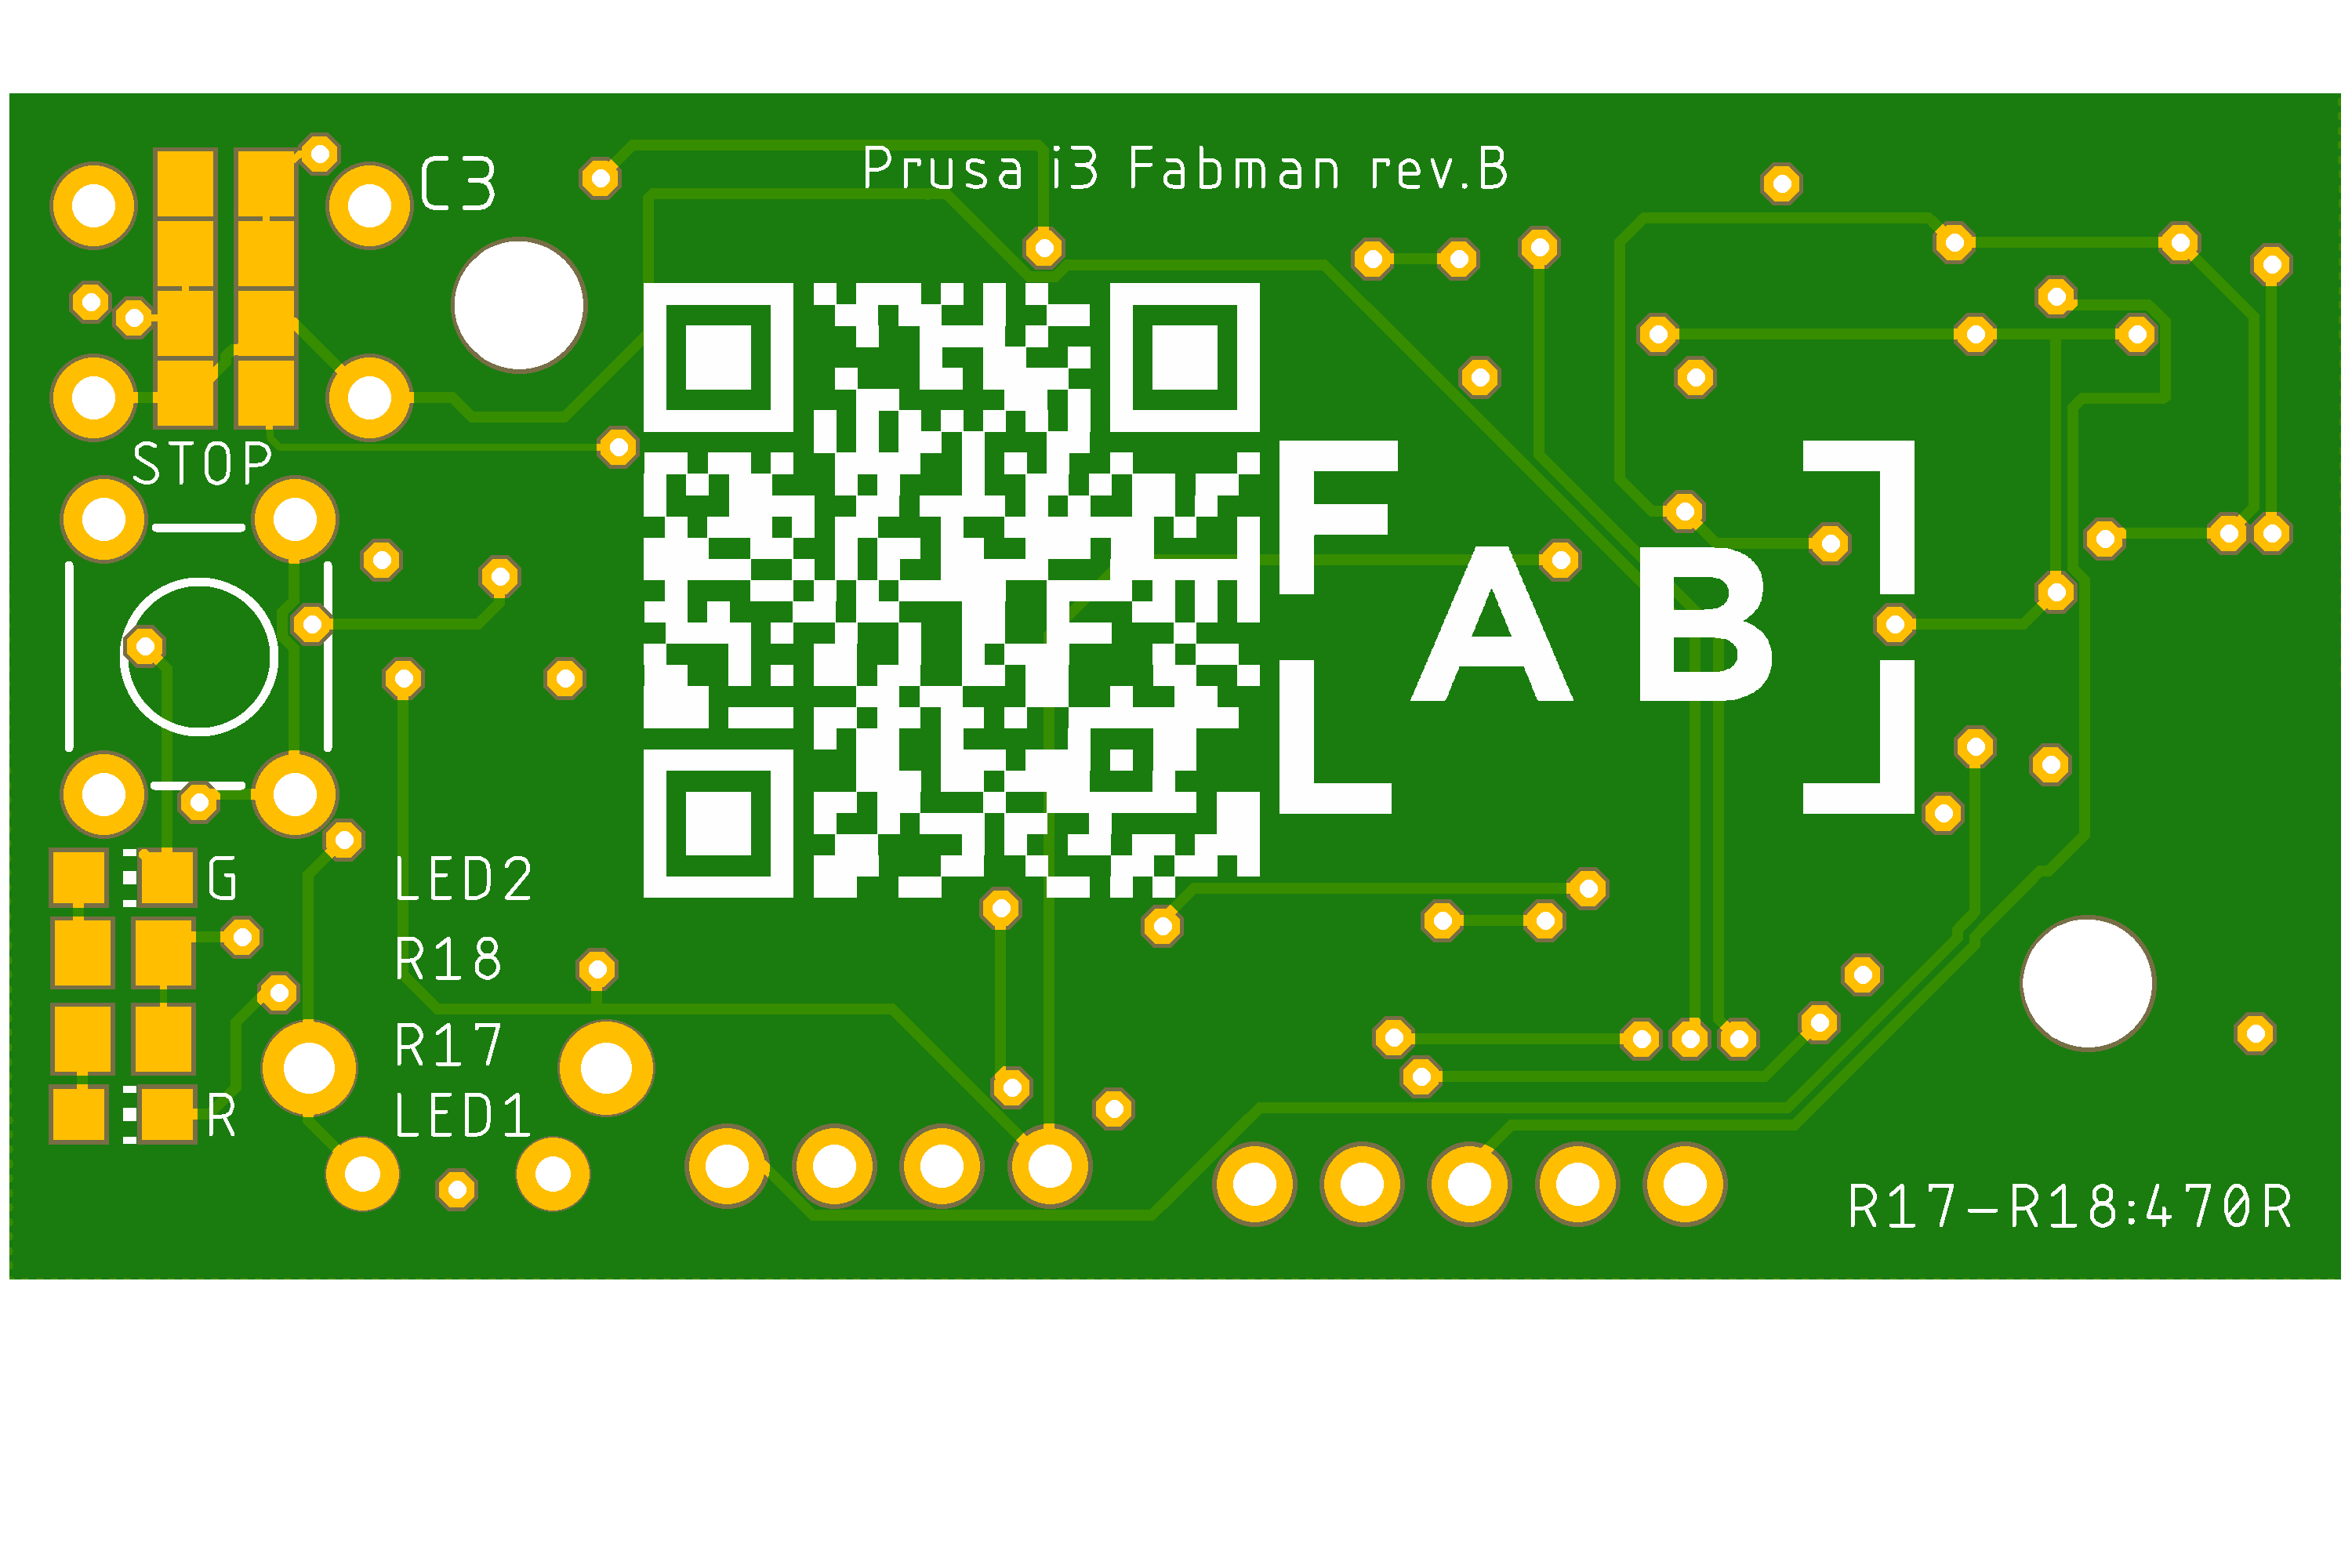 Prusa i3 Fabman rev.B
C3
STOP
[FAB]
G
LED2
R18
R17
R
LED1
R17-R18:470R